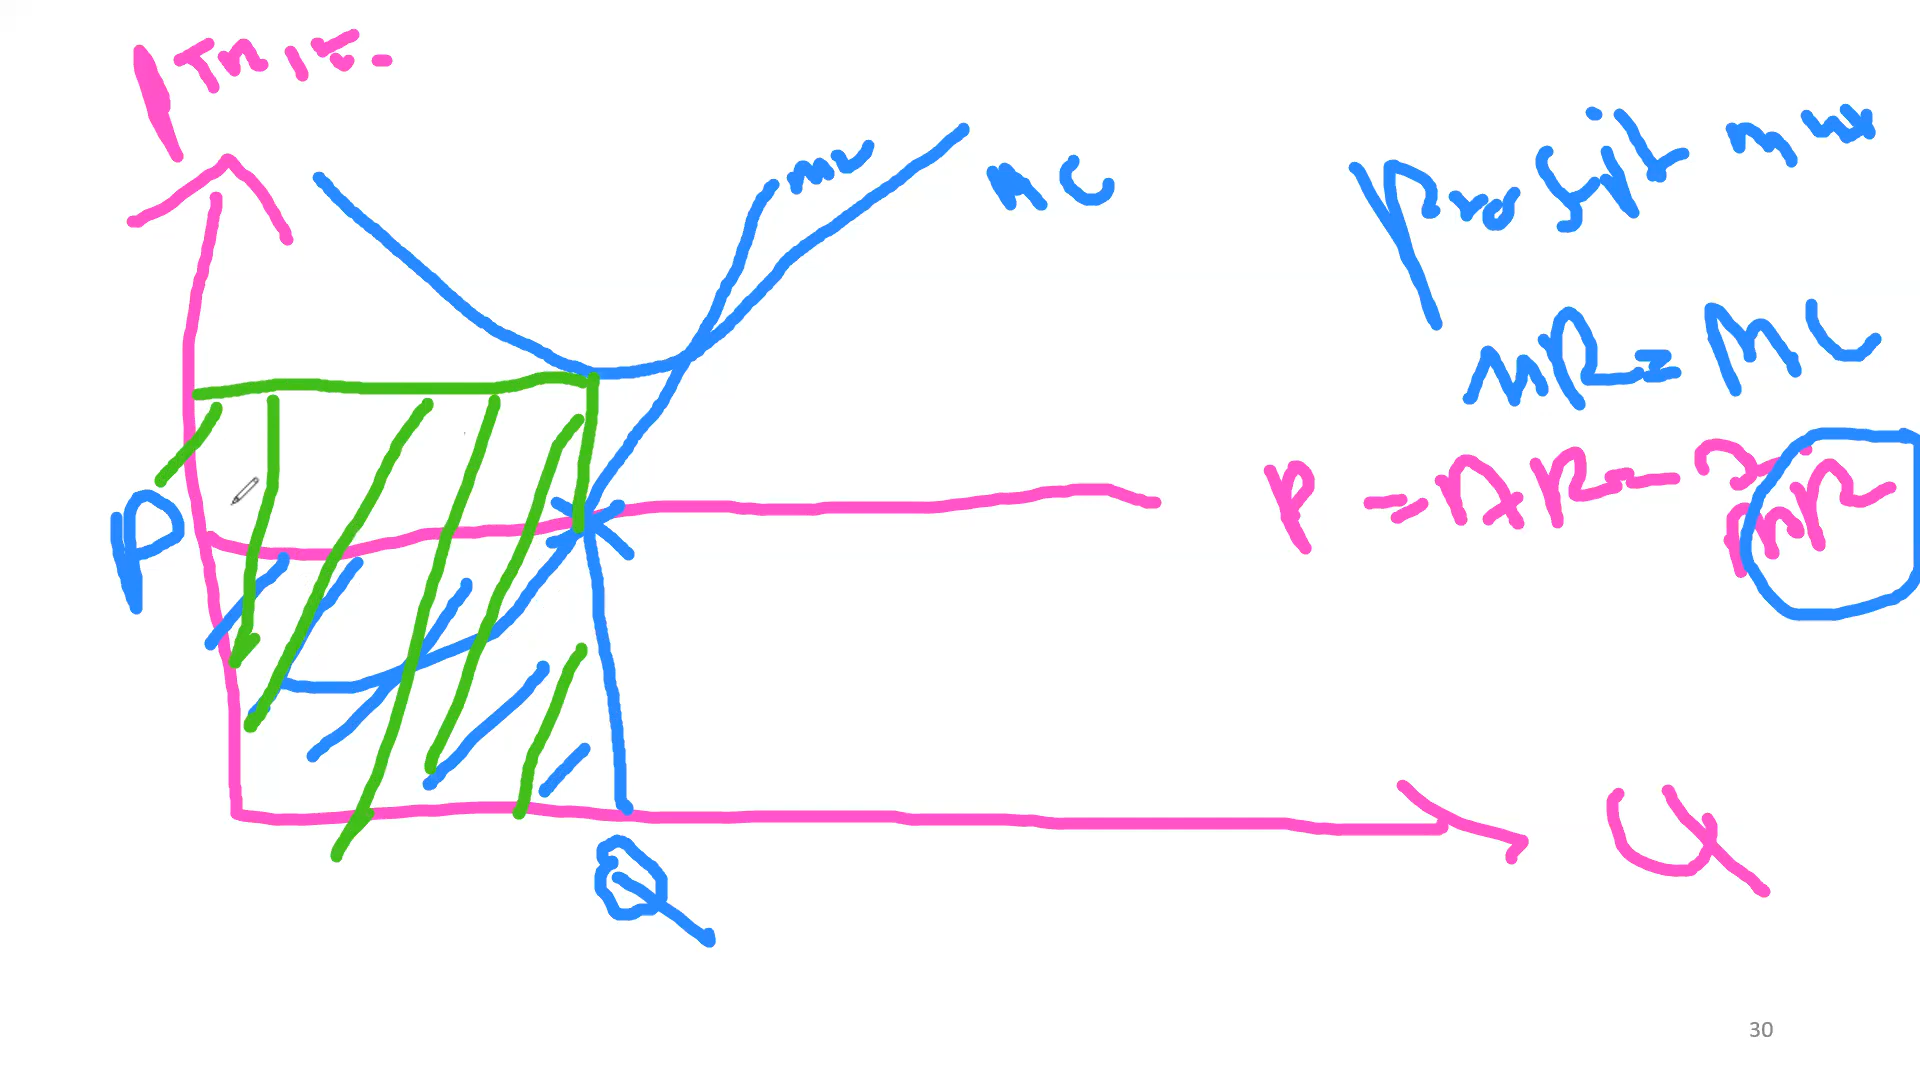 mc
AC
Profit max
MR = MC
P = AR = MR
P
Q
Q
30